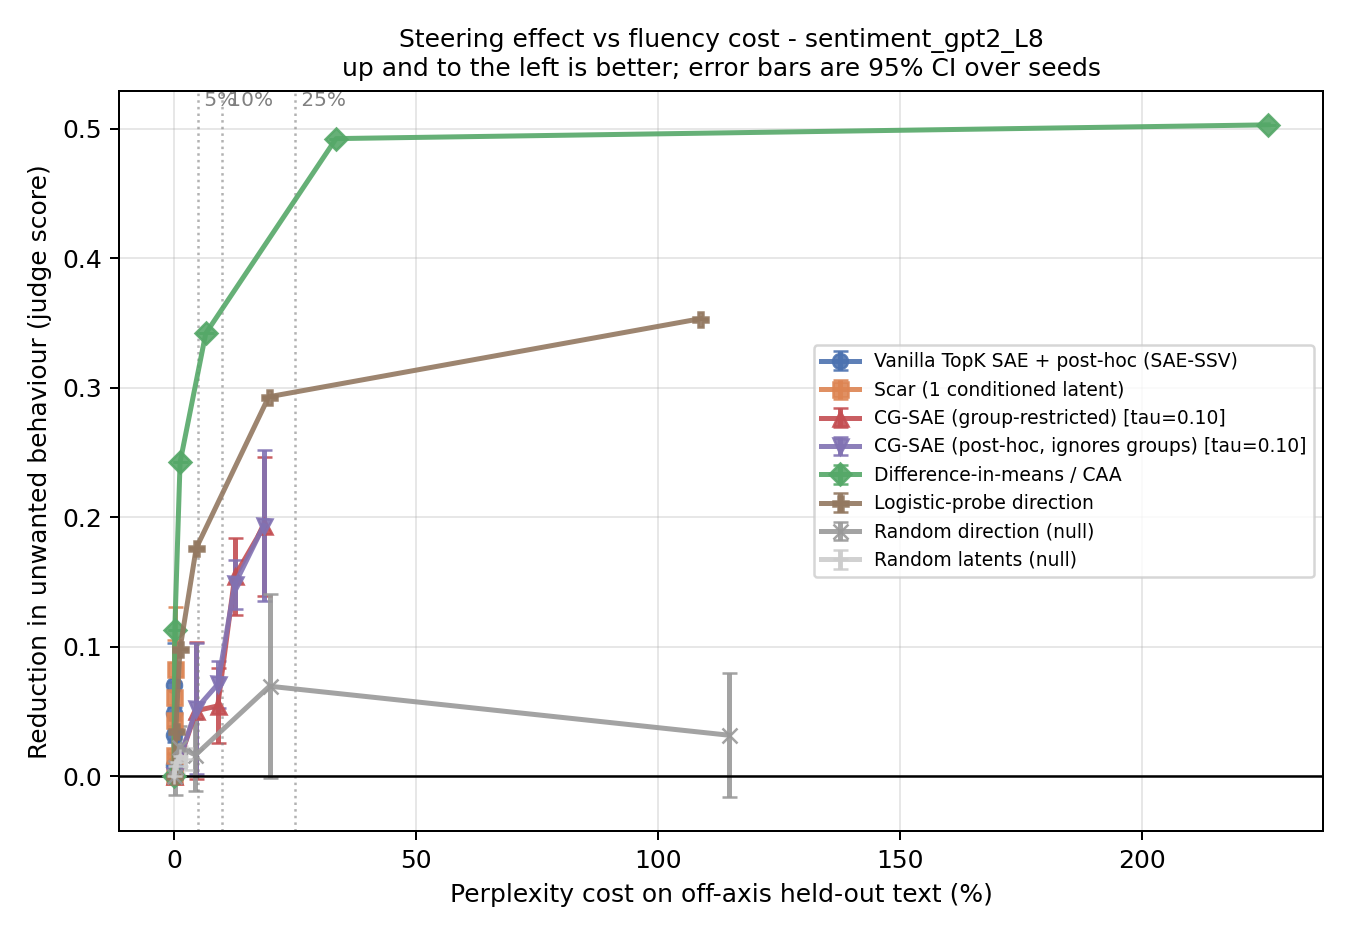 Steering effect vs fluency cost - sentiment_gpt2_L8
up and to the left is better; error bars are 95% CI over seeds
5%
10%
25%
0.5
0.4
0.3
0.2
0.1
0.0
Reduction in unwanted behaviour (judge score)
Vanilla TopK SAE + post-hoc (SAE-SSV)
Scar (1 conditioned latent)
CG-SAE (group-restricted) [tau=0.10]
CG-SAE (post-hoc, ignores groups) [tau=0.10]
Difference-in-means / CAA
Logistic-probe direction
Random direction (null)
Random latents (null)
0
50
100
150
200
Perplexity cost on off-axis held-out text (%)